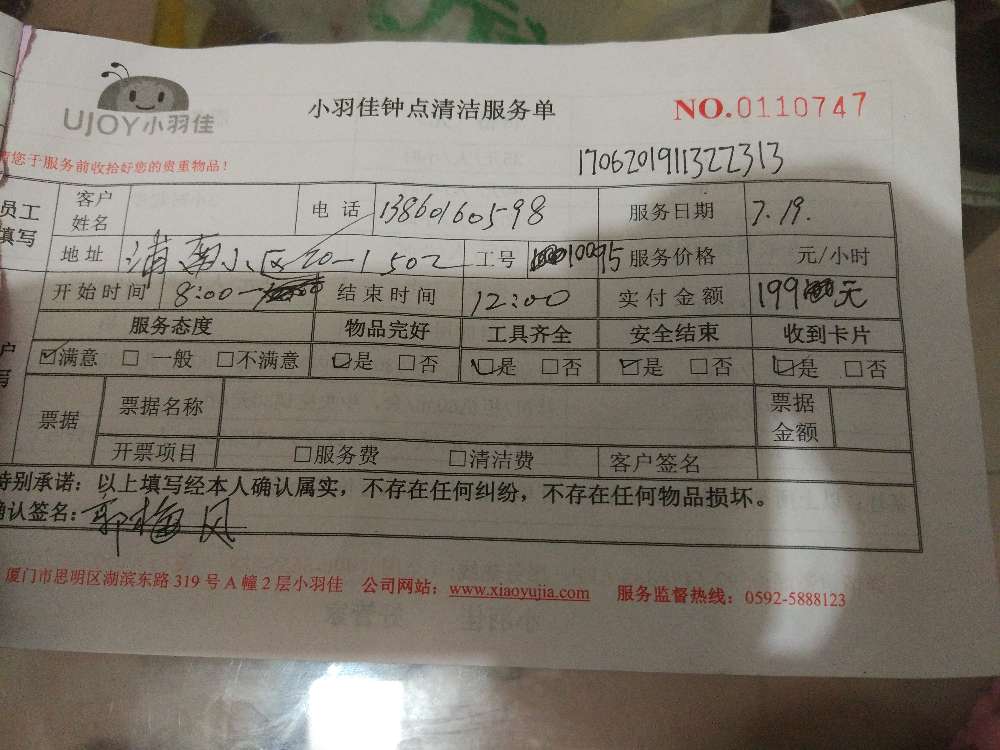 UJOY小羽佳
小羽佳钟点清洁服务单
NO.0110747
请您于服务前收拾好您的贵重物品！
1706201911322313
员工填写 客户姓名 电话 13860160598 服务日期 7.19.
地址 浦南小区20-1 502 工号 10095 服务价格 元/小时
开始时间 8:00 结束时间 12:00 实付金额 199元
服务态度 物品完好 工具齐全 安全结束 收到卡片
☑满意 □一般 □不满意 ☑是 □否 ☑是 □否 ☑是 □否 ☑是 □否
票据 票据名称 票据金额
开票项目 □服务费 □清洁费 客户签名
特别承诺：以上填写经本人确认属实，不存在任何纠纷，不存在任何物品损坏。
确认签名：郭梅风
厦门市思明区湖滨东路319号A幢2层小羽佳 公司网站：www.xiaoyujia.com 服务监督热线：0592-5888123